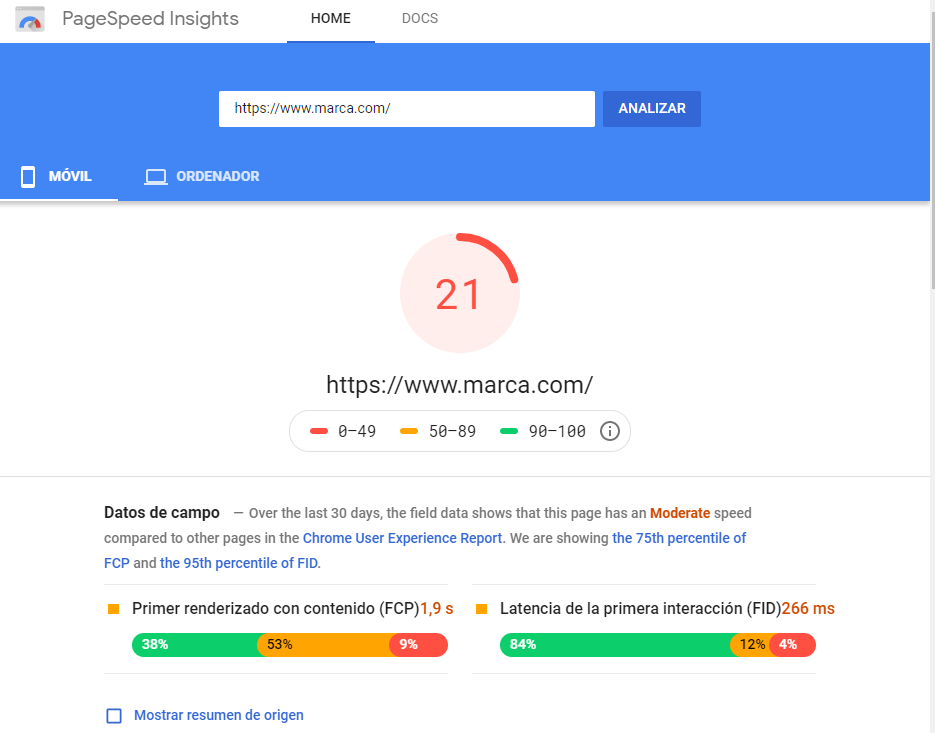 PageSpeed Insights HOME DOCS
https://www.marca.com/ ANALIZAR
MÓVIL ORDENADOR
21
https://www.marca.com/
0–49 50–89 90–100
Datos de campo — Over the last 30 days, the field data shows that this page has an Moderate speed
compared to other pages in the Chrome User Experience Report. We are showing the 75th percentile of
FCP and the 95th percentile of FID.
Primer renderizado con contenido (FCP)1,9 s
38% 53% 9%
Latencia de la primera interacción (FID)266 ms
84% 12% 4%
Mostrar resumen de origen